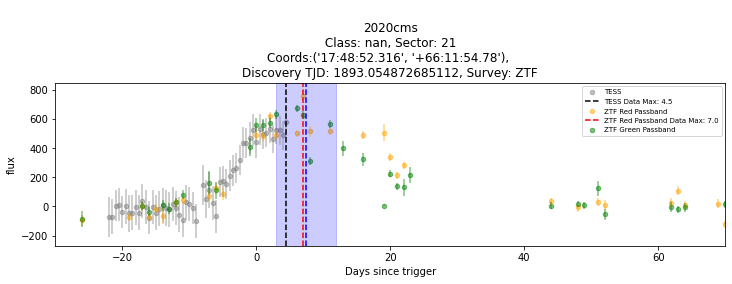 2020cms
Class: nan, Sector: 21
Coords:('17:48:52.316', '+66:11:54.78'),
Discovery TJD: 1893.054872685112, Survey: ZTF
800
600
400
200
0
−200
flux
TESS
TESS Data Max: 4.5
ZTF Red Passband
ZTF Red Passband Data Max: 7.0
ZTF Green Passband
−20
0
20
40
60
Days since trigger